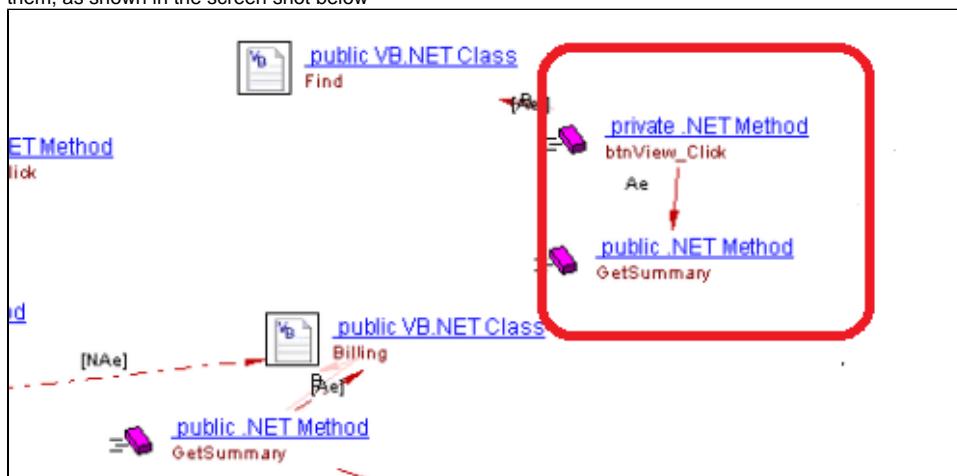 them, as shown in the screen shot below
public VB.NET Class
Find
private .NET Method
btnView_Click
ET Method
lick
Ae
public .NET Method
GetSummary
od
public VB.NET Class
Billing
[NAe]
public .NET Method
GetSummary